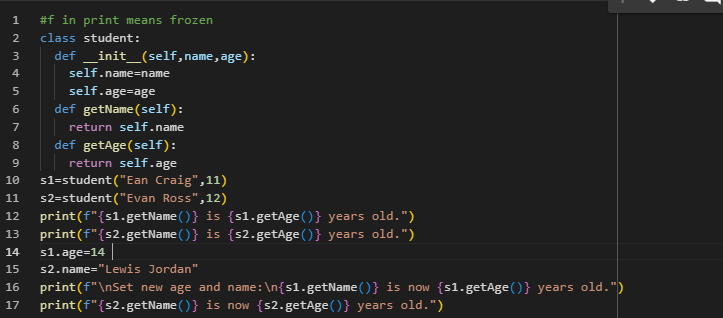 1 #f in print means frozen
2 class student:
3   def __init__(self,name,age):
4     self.name=name
5     self.age=age
6   def getName(self):
7     return self.name
8   def getAge(self):
9     return self.age
10 s1=student("Ean Craig",11)
11 s2=student("Evan Ross",12)
12 print(f"{s1.getName()} is {s1.getAge()} years old.")
13 print(f"{s2.getName()} is {s2.getAge()} years old.")
14 s1.age=14
15 s2.name="Lewis Jordan"
16 print(f"\nSet new age and name:\n{s1.getName()} is now {s1.getAge()} years old.")
17 print(f"{s2.getName()} is now {s2.getAge()} years old.")